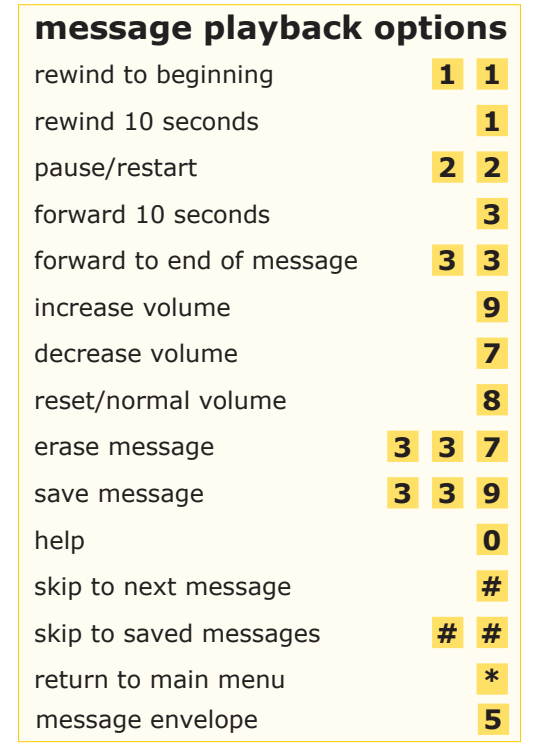 message playback options
rewind to beginning 1 1
rewind 10 seconds 1
pause/restart 2 2
forward 10 seconds 3
forward to end of message 3 3
increase volume 9
decrease volume 7
reset/normal volume 8
erase message 3 3 7
save message 3 3 9
help 0
skip to next message #
skip to saved messages # #
return to main menu *
message envelope 5